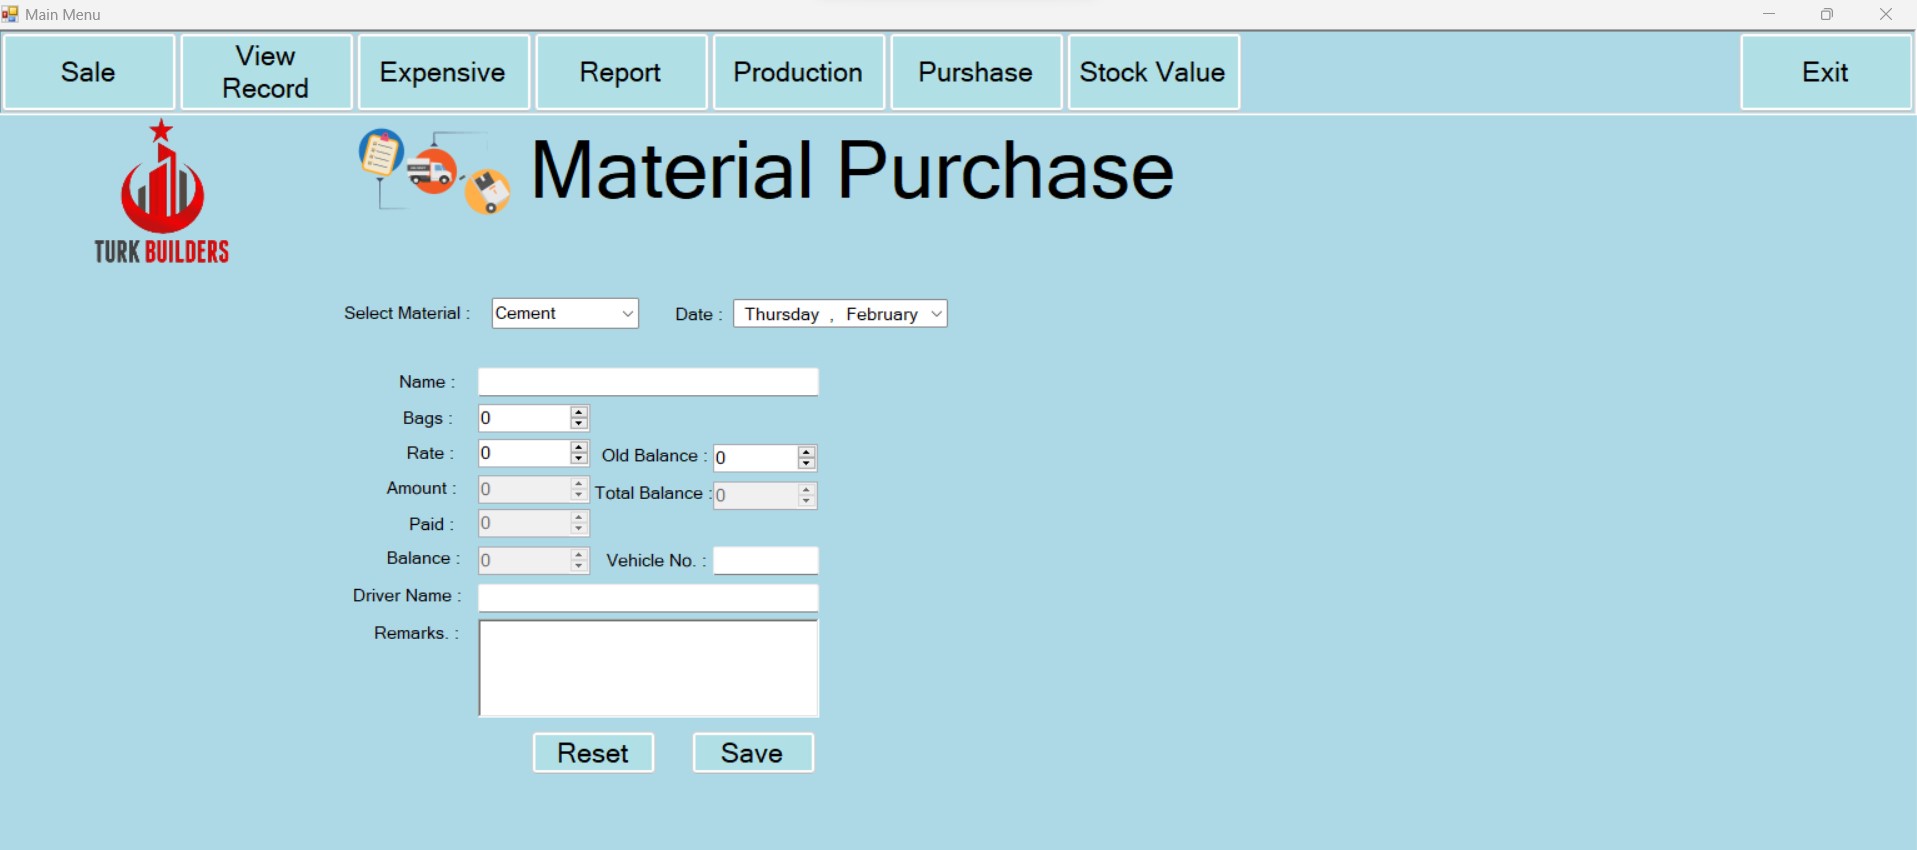 Main Menu
Sale
View
Record
Expensive
Report
Production
Purshase
Stock Value
Exit
TURK BUILDERS
Material Purchase
Select Material : Cement
Date : Thursday , February
Name :
Bags : 0
Rate : 0
Old Balance : 0
Amount : 0
Total Balance : 0
Paid : 0
Balance : 0
Vehicle No. :
Driver Name :
Remarks. :
Reset
Save